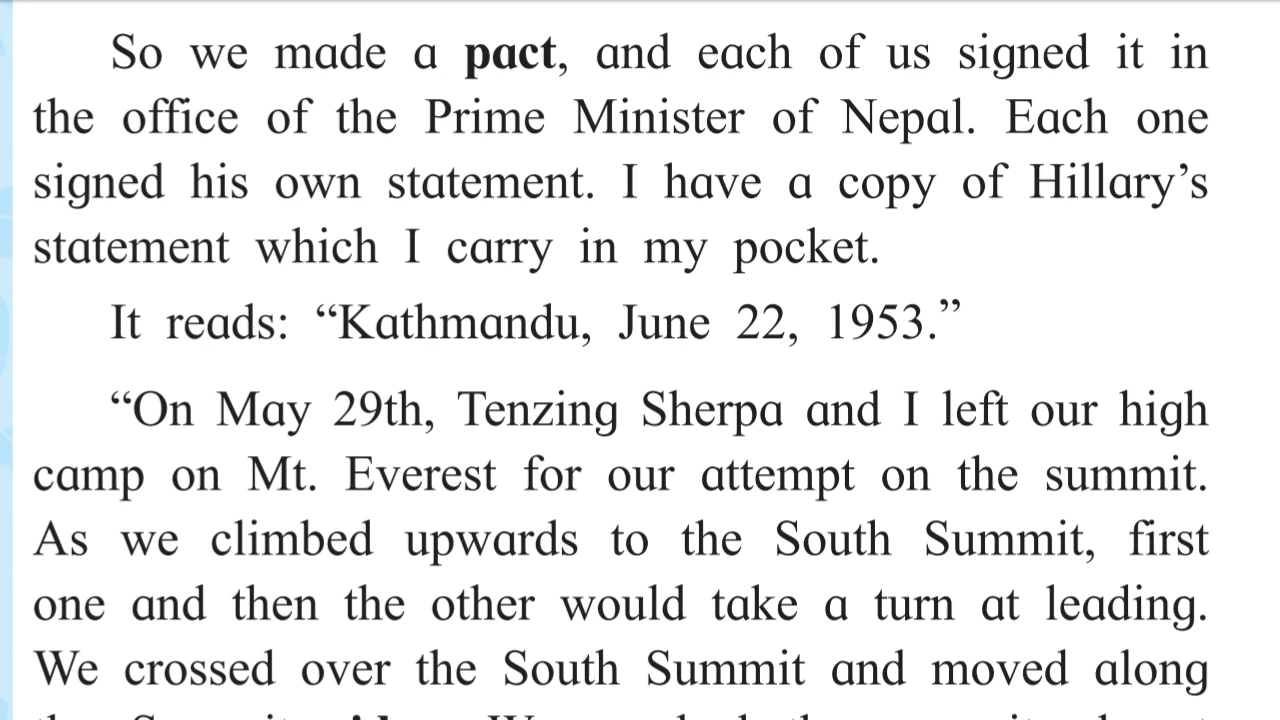 So we made a pact, and each of us signed it in
the office of the Prime Minister of Nepal. Each one
signed his own statement. I have a copy of Hillary’s
statement which I carry in my pocket.
It reads: “Kathmandu, June 22, 1953.”
“On May 29th, Tenzing Sherpa and I left our high
camp on Mt. Everest for our attempt on the summit.
As we climbed upwards to the South Summit, first
one and then the other would take a turn at leading.
We crossed over the South Summit and moved along